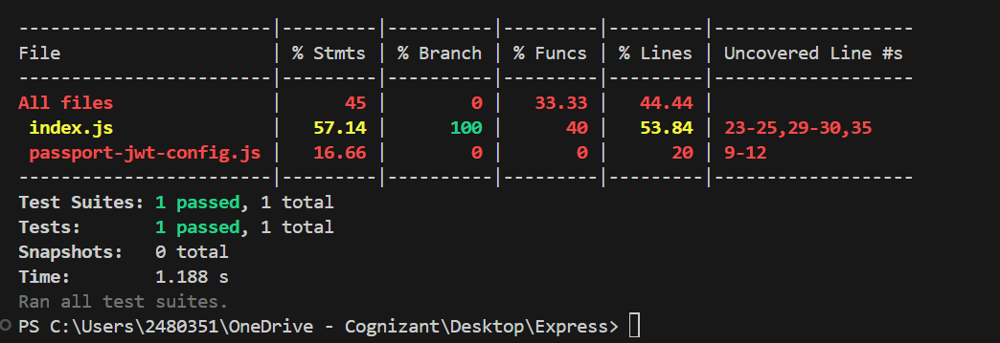 ------------------------|---------|----------|---------|---------|-------------------
File                    | % Stmts | % Branch | % Funcs | % Lines | Uncovered Line #s
------------------------|---------|----------|---------|---------|-------------------
All files               |      45 |        0 |   33.33 |   44.44 |
 index.js               |   57.14 |      100 |      40 |   53.84 | 23-25,29-30,35
 passport-jwt-config.js |   16.66 |        0 |       0 |      20 | 9-12
------------------------|---------|----------|---------|---------|-------------------
Test Suites: 1 passed, 1 total
Tests:       1 passed, 1 total
Snapshots:   0 total
Time:        1.188 s
Ran all test suites.
PS C:\Users\2480351\OneDrive - Cognizant\Desktop\Express>